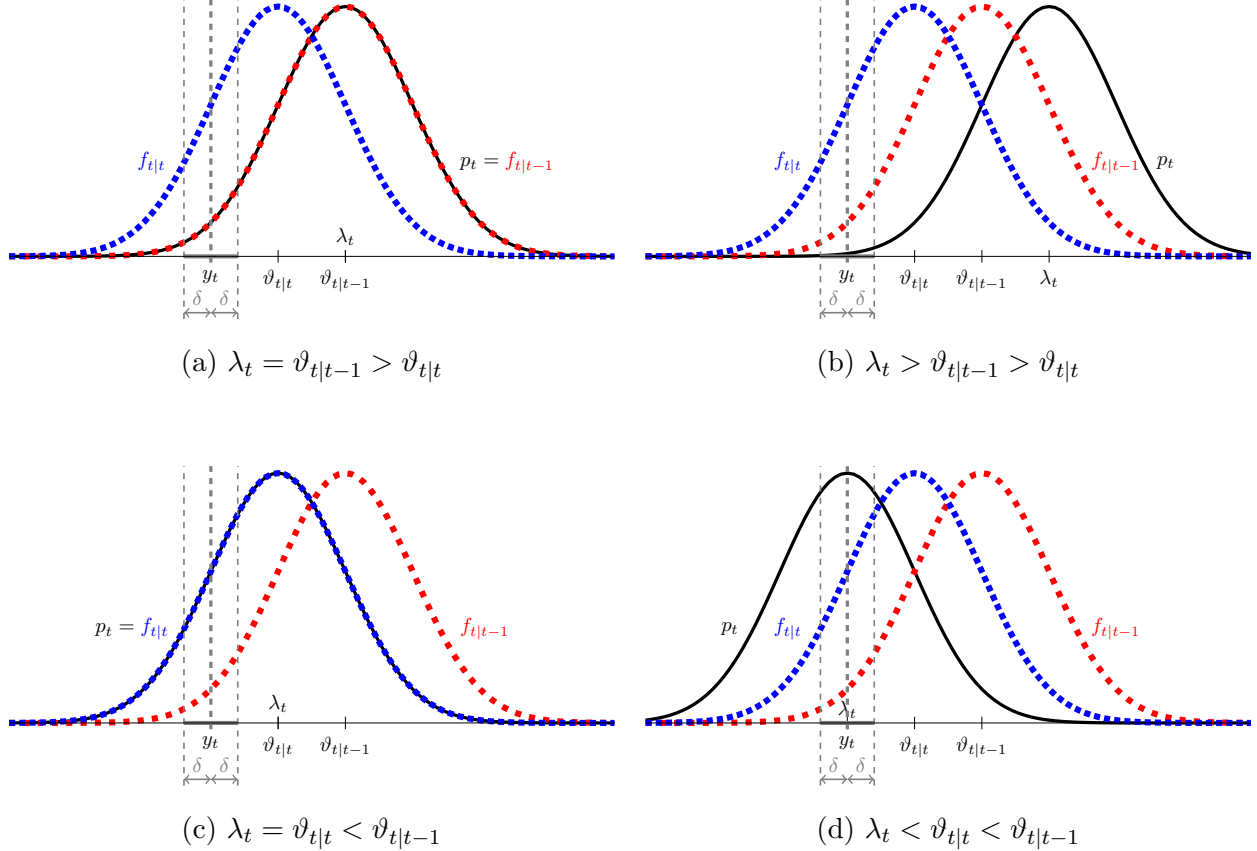 f_{t|t}
p_t = f_{t|t−1}
λ_t
y_t
ϑ_{t|t}
ϑ_{t|t−1}
δ δ
(a) λ_t = ϑ_{t|t−1} > ϑ_{t|t}
f_{t|t}
f_{t|t−1}
p_t
y_t
ϑ_{t|t}
ϑ_{t|t−1}
λ_t
δ δ
(b) λ_t > ϑ_{t|t−1} > ϑ_{t|t}
p_t = f_{t|t}
f_{t|t−1}
λ_t
y_t
ϑ_{t|t}
ϑ_{t|t−1}
δ δ
(c) λ_t = ϑ_{t|t} < ϑ_{t|t−1}
p_t
f_{t|t}
f_{t|t−1}
λ_t
y_t
ϑ_{t|t}
ϑ_{t|t−1}
δ δ
(d) λ_t < ϑ_{t|t} < ϑ_{t|t−1}